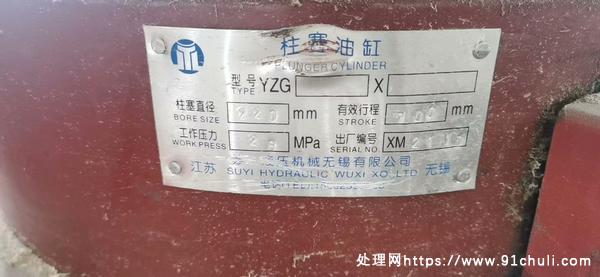 柱塞油缸
PLUNGER CYLINDER
型号 TYPE YZG X
柱塞直径 BORE SIZE 220 mm 有效行程 STROKE 700 mm
工作压力 WORK PRESS MPa 出厂编号 SERIAL NO XM
江苏 机械无锡有限公司 无锡
SUYI HYDRAULIC WUXI XO.,LTD
处理网https://www.91chuli.com